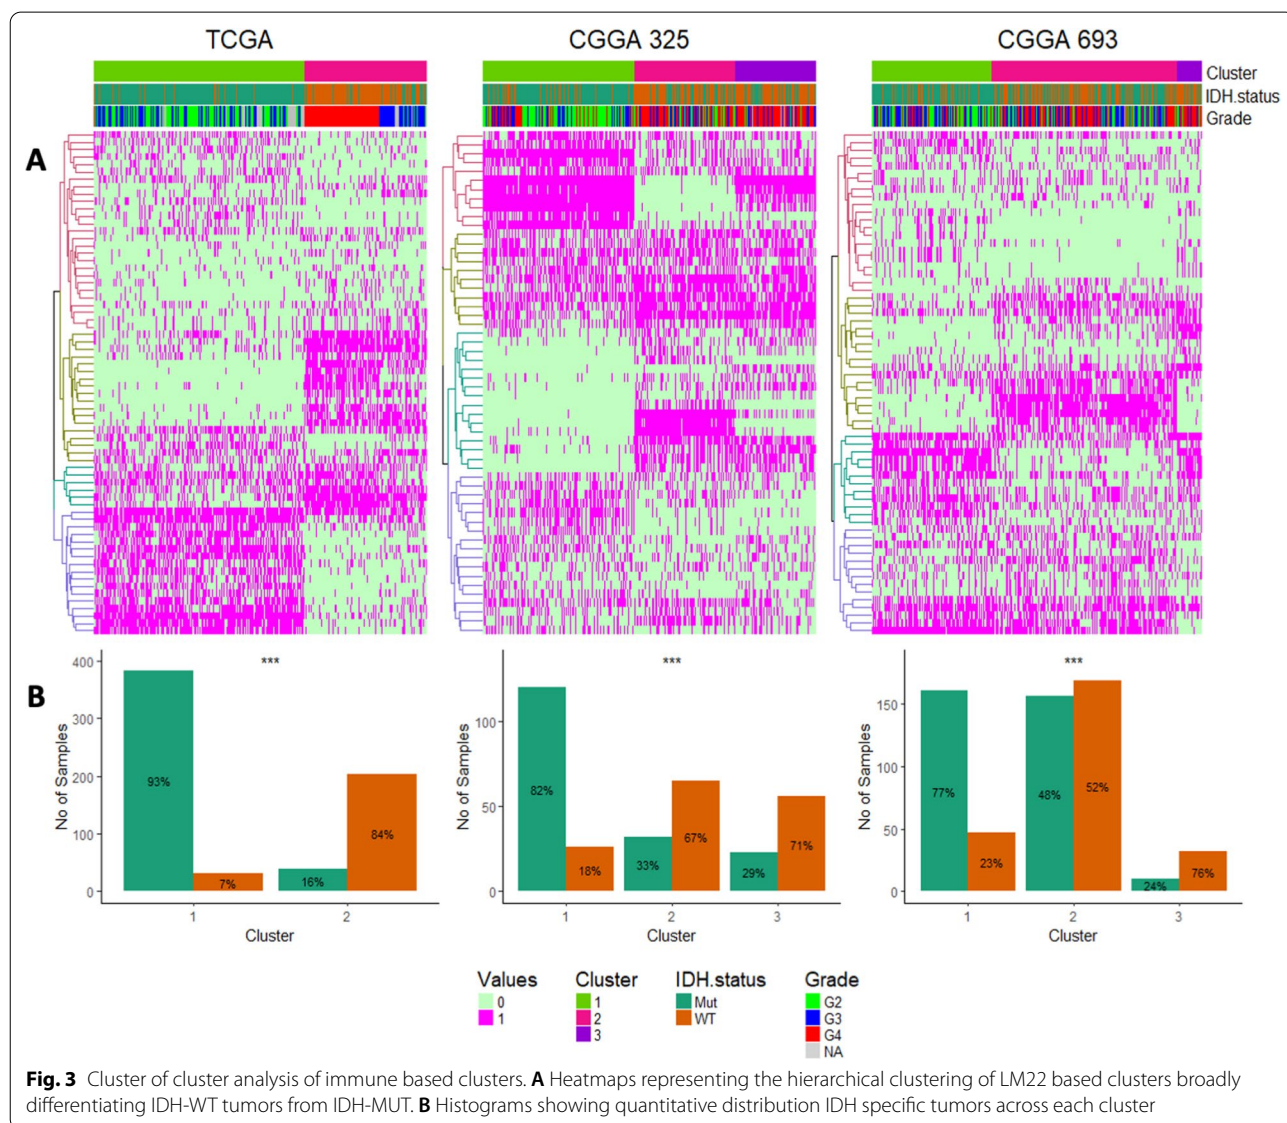 TCGA
CGGA 325
CGGA 693
Cluster
IDH.status
Grade
A
B
400
300
200
100
0
No of Samples
***
93%
7%
16%
84%
1
2
Cluster
100
50
0
No of Samples
***
82%
18%
33%
67%
29%
71%
1
2
3
Cluster
150
100
50
0
No of Samples
***
77%
23%
48%
52%
24%
76%
1
2
3
Cluster
Values
0
1
Cluster
1
2
3
IDH.status
Mut
WT
Grade
G2
G3
G4
NA
Fig. 3 Cluster of cluster analysis of immune based clusters. A Heatmaps representing the hierarchical clustering of LM22 based clusters broadly
differentiating IDH-WT tumors from IDH-MUT. B Histograms showing quantitative distribution IDH specific tumors across each cluster